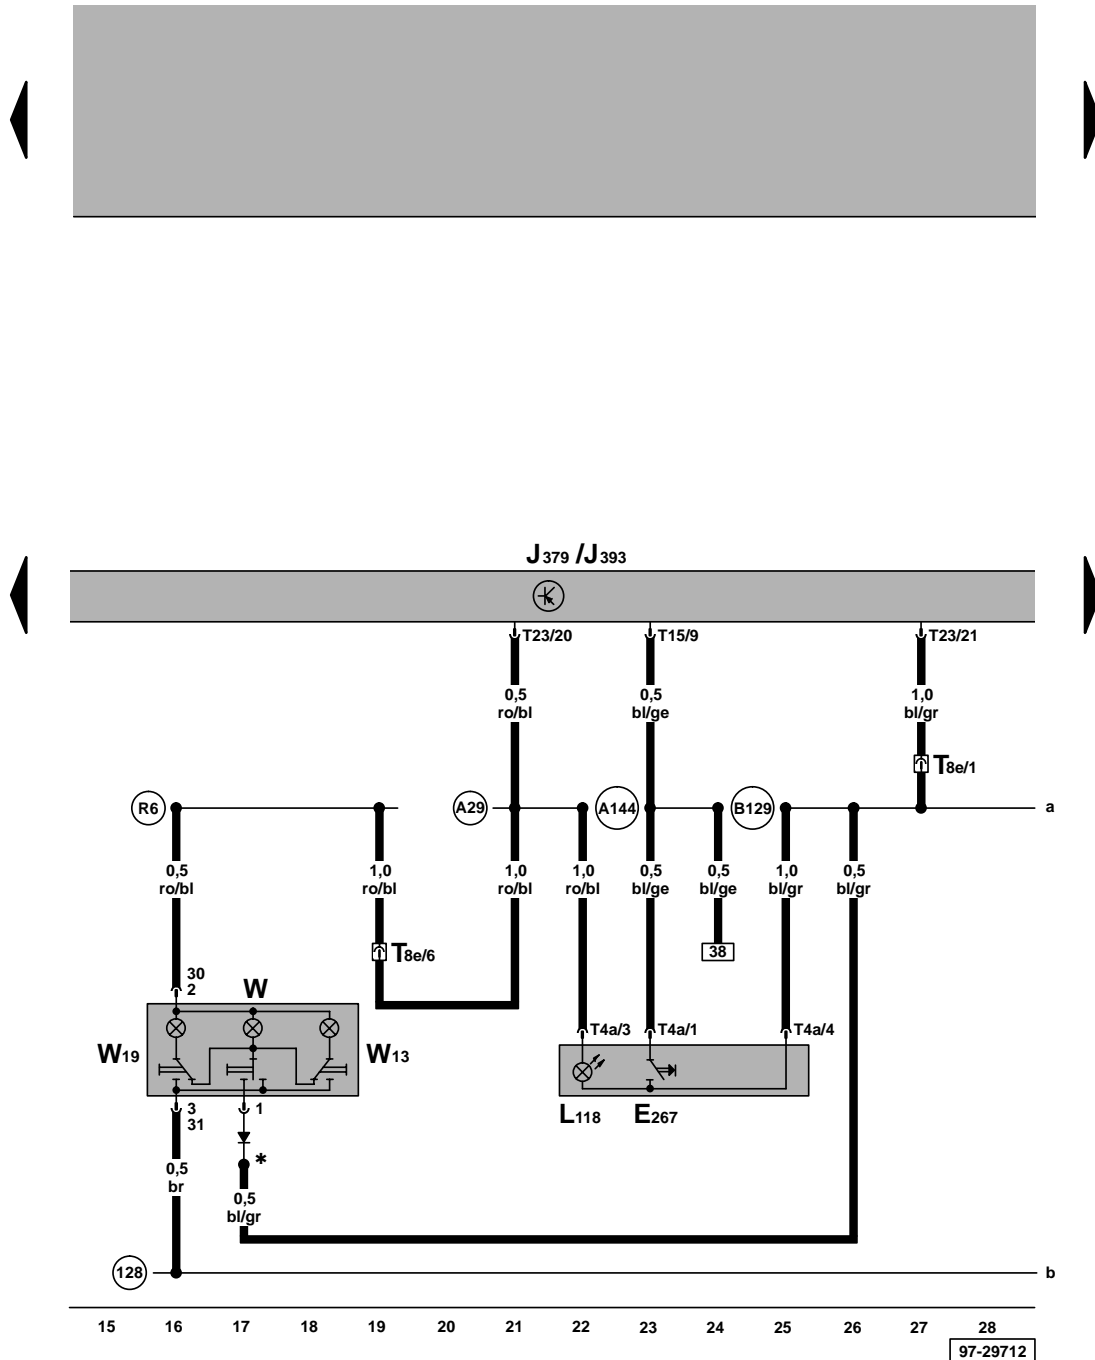 J379 /J393
T23/20 T15/9 T23/21
0,5 0,5 1,0
ro/bl bl/ge bl/gr
T8e/1
R6 A29 A144 B129 a
0,5 1,0 1,0 1,0 0,5 0,5 1,0 0,5
ro/bl ro/bl ro/bl ro/bl bl/ge bl/ge bl/gr bl/gr
T8e/6 38
30
2 W
T4a/3 T4a/1 T4a/4
W19 W13
3 1
31
L118 E267
*
0,5
br
0,5
bl/gr
128 b
15 16 17 18 19 20 21 22 23 24 25 26 27 28
97-29712